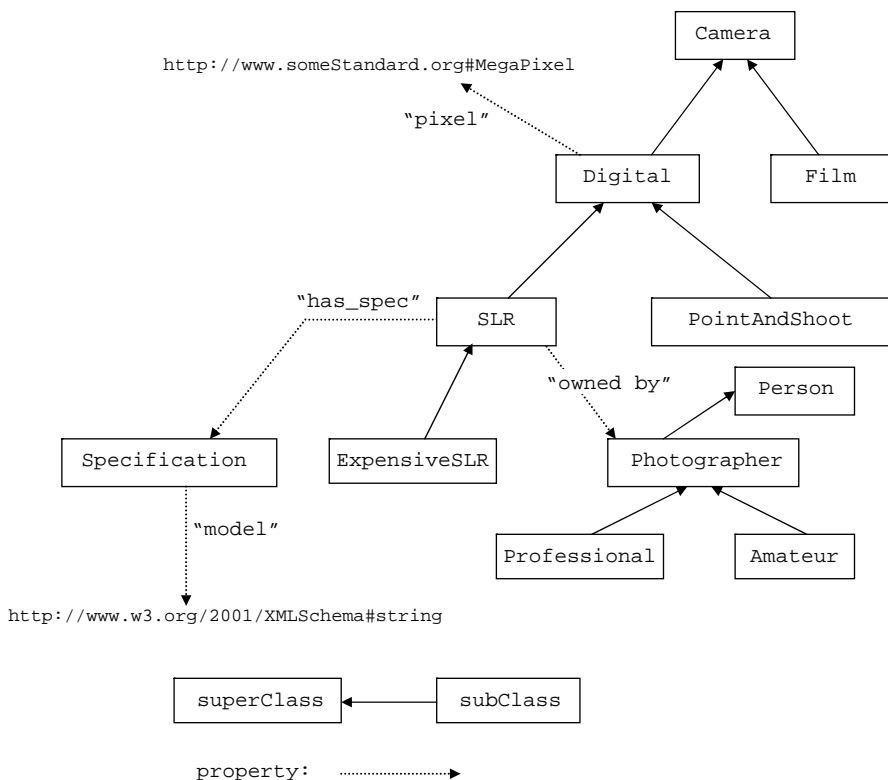 Camera
http://www.someStandard.org#MegaPixel
“pixel”
Digital
Film
“has_spec”
SLR
PointAndShoot
“owned by”
Person
Specification
ExpensiveSLR
Photographer
“model”
Professional
Amateur
http://www.w3.org/2001/XMLSchema#string
superClass
subClass
property: